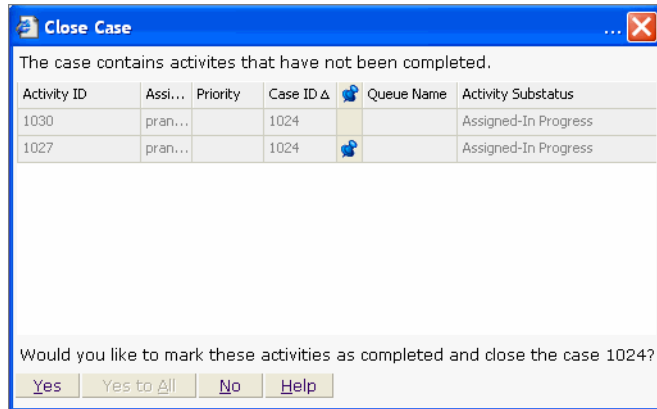 Close Case ...
The case contains activites that have not been completed.
Activity ID Assi... Priority Case ID Δ Queue Name Activity Substatus
1030 pran... 1024 Assigned-In Progress
1027 pran... 1024 Assigned-In Progress
Would you like to mark these activities as completed and close the case 1024?
Yes Yes to All No Help